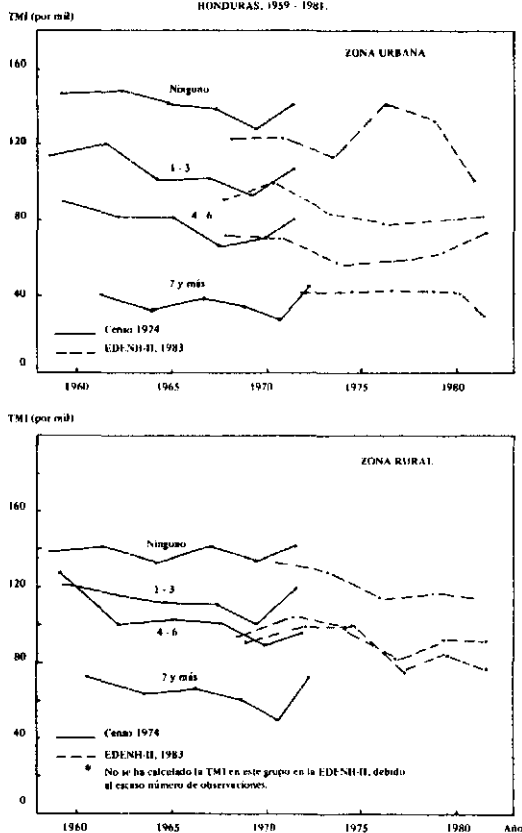 HONDURAS, 1959 - 1981.
TMI (por mil)
160
120
80
40
0
ZONA URBANA
Ninguno
1 - 3
4 - 6
7 y más
Censo 1974
EDENH-II, 1983
1960 1965 1970 1975 1980
TMI (por mil)
160
120
80
40
0
ZONA RURAL
Ninguno
1 - 3
4 - 6
7 y más
Censo 1974
EDENH-II, 1983
* No se ha calculado la TMI en este grupo en la EDENH-II, debido
al escaso número de observaciones.
1960 1965 1970 1975 1980 Año